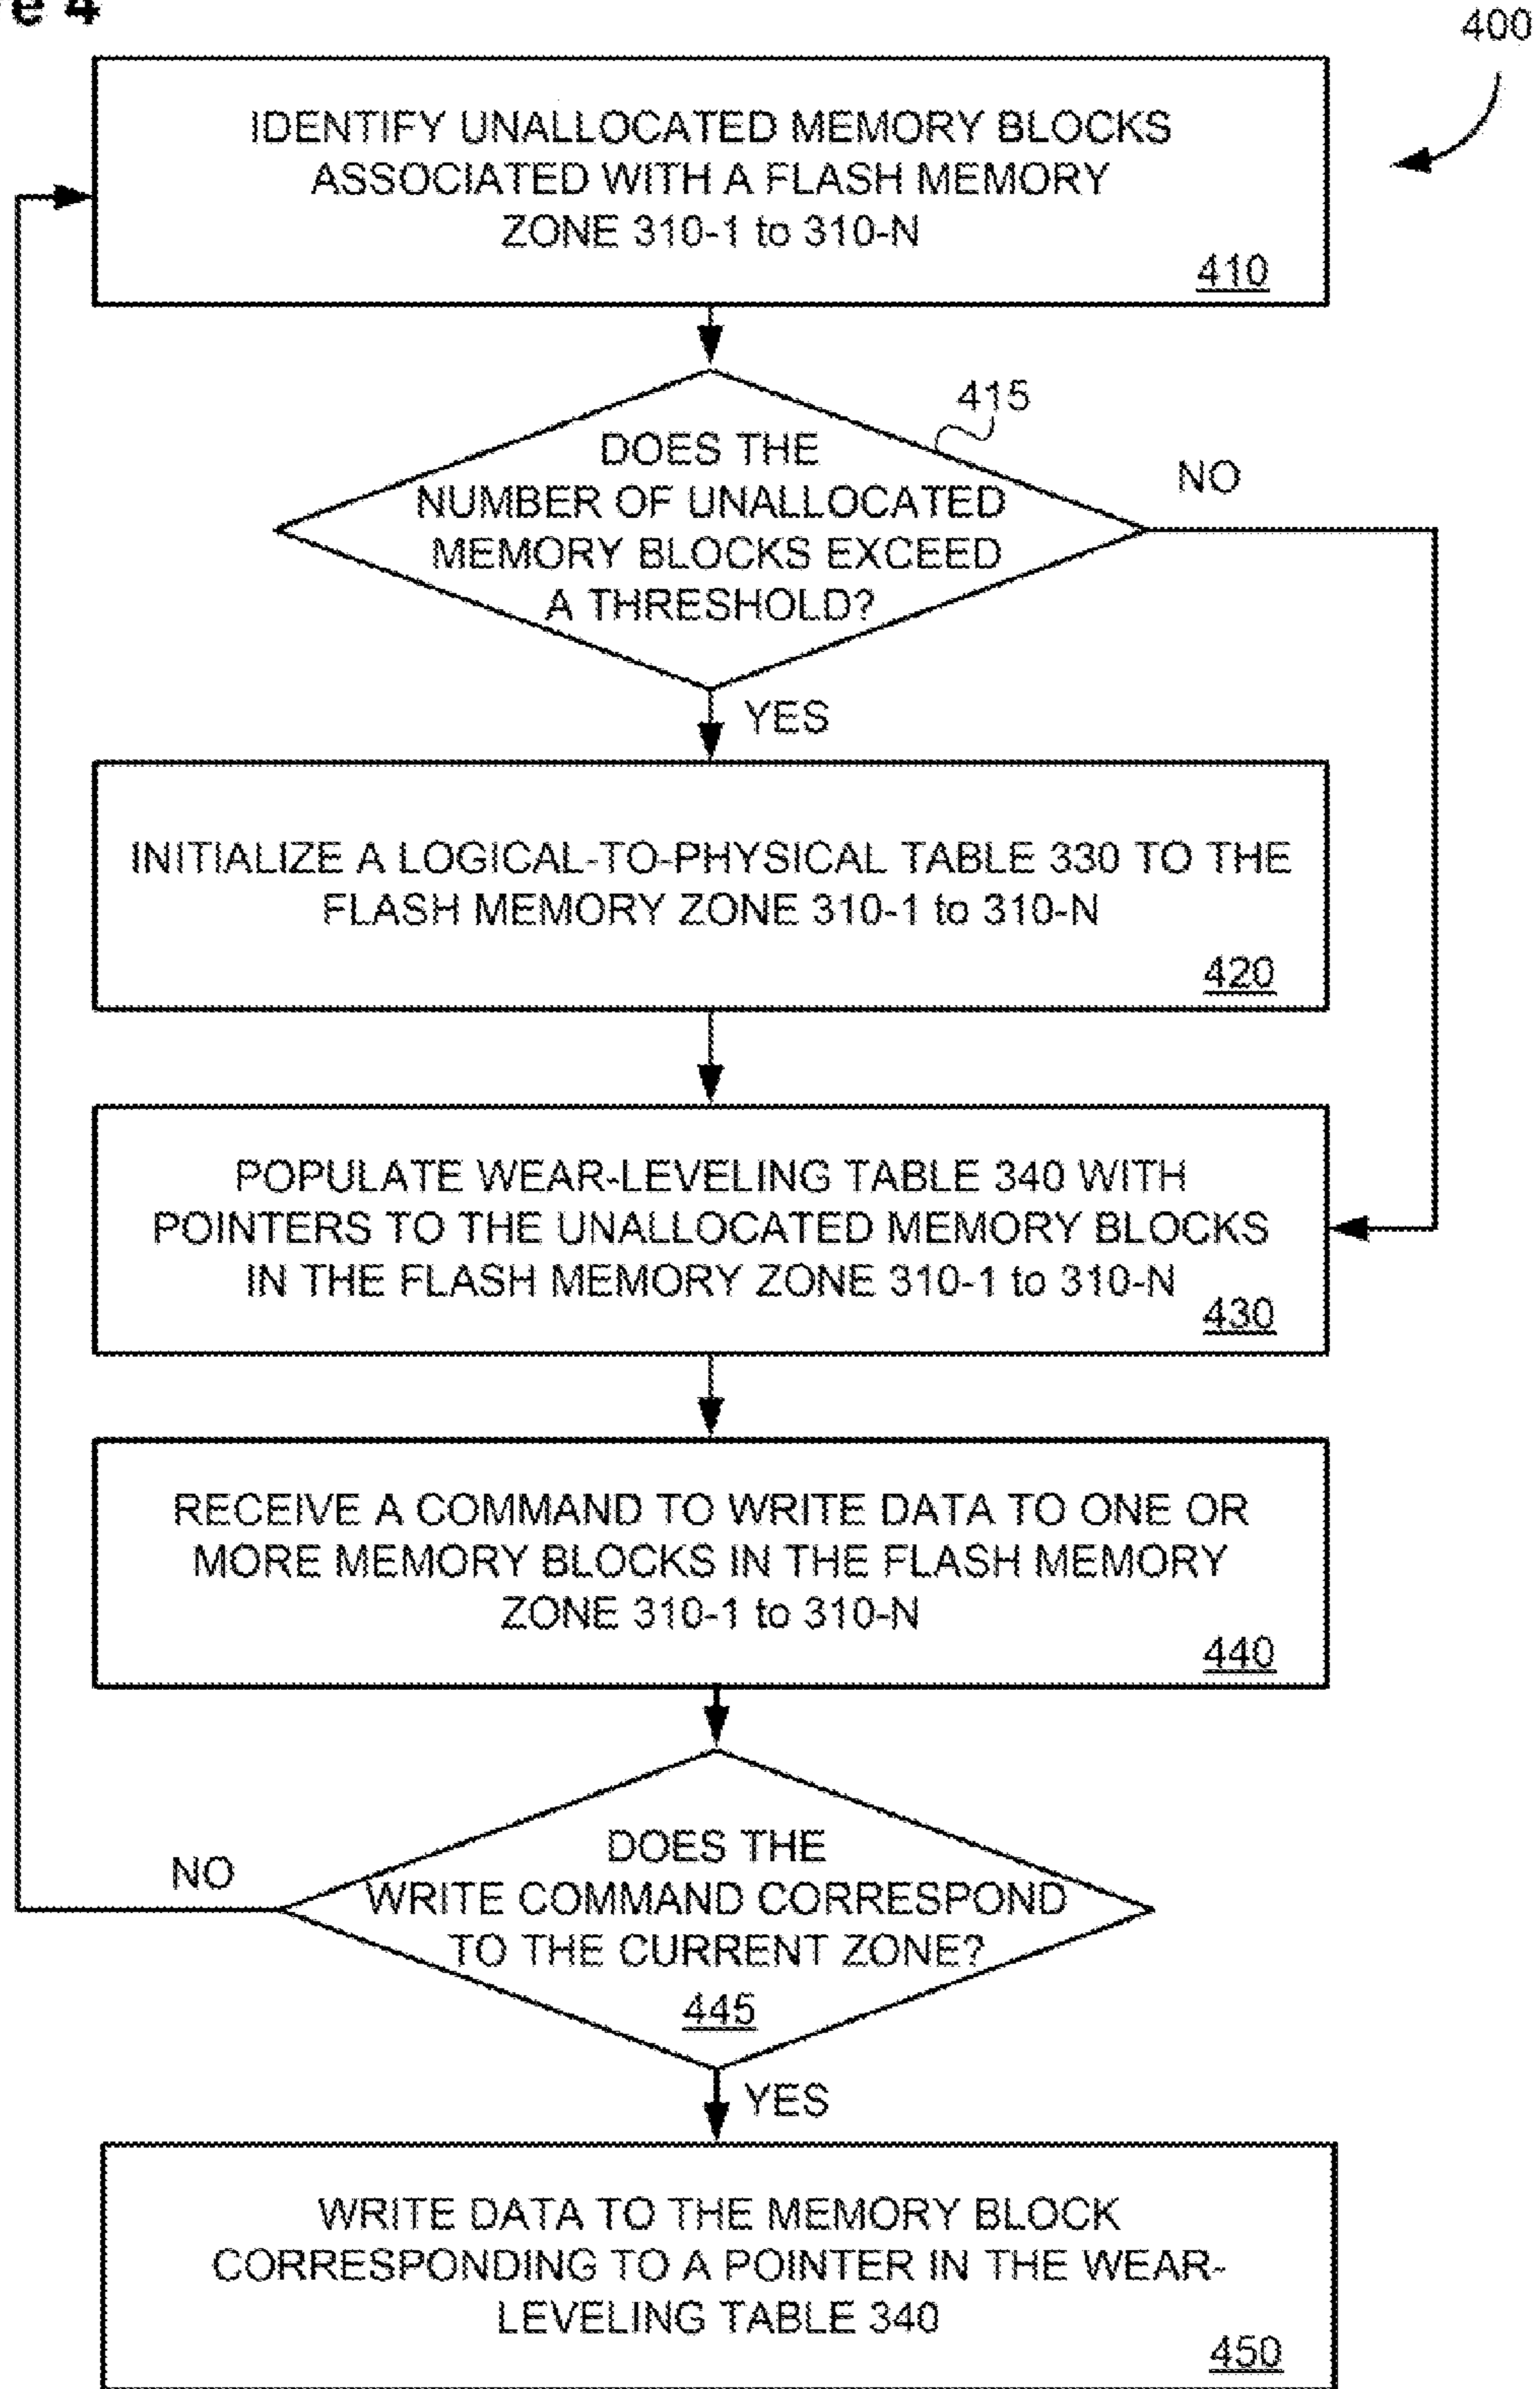 e 4
400
IDENTIFY UNALLOCATED MEMORY BLOCKS
ASSOCIATED WITH A FLASH MEMORY
ZONE 310-1 to 310-N
410
415
DOES THE
NUMBER OF UNALLOCATED
MEMORY BLOCKS EXCEED
A THRESHOLD?
NO
YES
INITIALIZE A LOGICAL-TO-PHYSICAL TABLE 330 TO THE
FLASH MEMORY ZONE 310-1 to 310-N
420
POPULATE WEAR-LEVELING TABLE 340 WITH
POINTERS TO THE UNALLOCATED MEMORY BLOCKS
IN THE FLASH MEMORY ZONE 310-1 to 310-N
430
RECEIVE A COMMAND TO WRITE DATA TO ONE OR
MORE MEMORY BLOCKS IN THE FLASH MEMORY
ZONE 310-1 to 310-N
440
NO
DOES THE
WRITE COMMAND CORRESPOND
TO THE CURRENT ZONE?
445
YES
WRITE DATA TO THE MEMORY BLOCK
CORRESPONDING TO A POINTER IN THE WEAR-
LEVELING TABLE 340
450